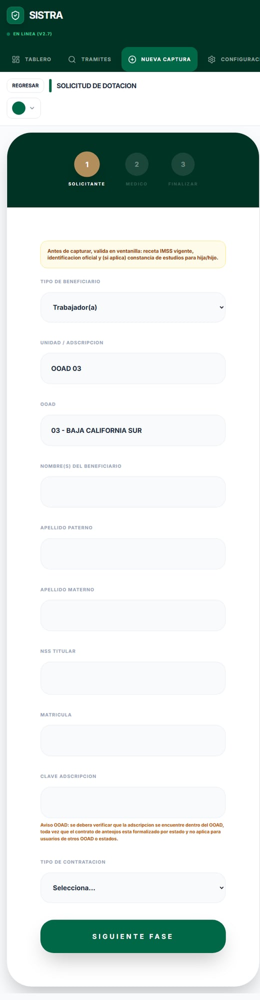 SISTRA
EN LINEA (V2.7)
TABLERO
TRAMITES
NUEVA CAPTURA
CONFIGURACI
REGRESAR
SOLICITUD DE DOTACION
1
2
3
SOLICITANTE
MEDICO
FINALIZAR
Antes de capturar, valida en ventanilla: receta IMSS vigente,
identificacion oficial y (si aplica) constancia de estudios para hija/hijo.
TIPO DE BENEFICIARIO
Trabajador(a)
UNIDAD / ADSCRIPCION
OOAD 03
OOAD
03 - BAJA CALIFORNIA SUR
NOMBRE(S) DEL BENEFICIARIO
APELLIDO PATERNO
APELLIDO MATERNO
NSS TITULAR
MATRICULA
CLAVE ADSCRIPCION
Aviso OOAD: se debera verificar que la adscripcion se encuentre dentro del OOAD,
toda vez que el contrato de anteojos esta formalizado por estado y no aplica para
usuarios de otros OOAD o estados.
TIPO DE CONTRATACION
Selecciona...
SIGUIENTE FASE